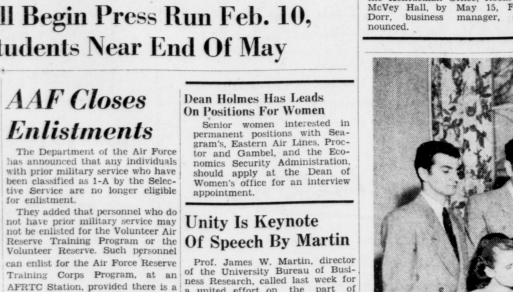 ll Begin Press Run Feb. 10,
tudents Near End Of May
McVey Hall, by May 15,
Dorr, business manager,
nounced.
AAF Closes
Enlistments
The Department of the Air Force
has announced that any individuals
with prior military service who have
been classified as 1-A by the Selec-
tive Service are no longer eligible
for enlistment.
They added that personnel who do
not have prior military service may
not be enlisted for the Volunteer Air
Reserve Training Program or the
Volunteer Reserve. Such personnel
can enlist for the Air Force Reserve
Training Corps Program, at an
AFRTC Station, provided there is a
Dean Holmes Has Leads
On Positions For Women
Senior women interested in
permanent positions with Sea-
gram's, Eastern Air Lines, Proc-
tor and Gambel, and the Eco-
nomics Security Administration,
should apply at the Dean of
Women's office for an interview
appointment.
Unity Is Keynote
Of Speech By Martin
Prof. James W. Martin, director
of the University Bureau of Busi-
ness Research, called last week for
a united effort on the part of